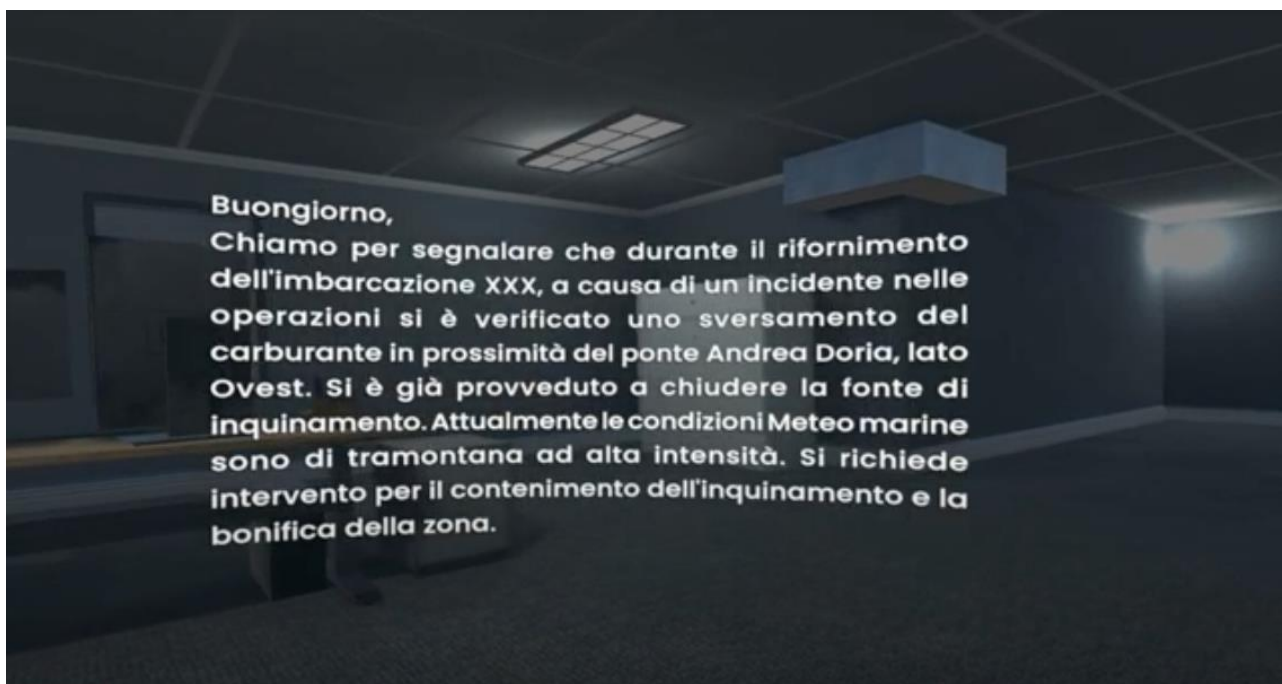 Buongiorno,
Chiamo per segnalare che durante il rifornimento
dell'imbarcazione XXX, a causa di un incidente nelle
operazioni si è verificato uno sversamento del
carburante in prossimità del ponte Andrea Doria, lato
Ovest. Si è già provveduto a chiudere la fonte di
inquinamento. Attualmente le condizioni Meteo marine
sono di tramontana ad alta intensità. Si richiede
intervento per il contenimento dell'inquinamento e la
bonifica della zona.